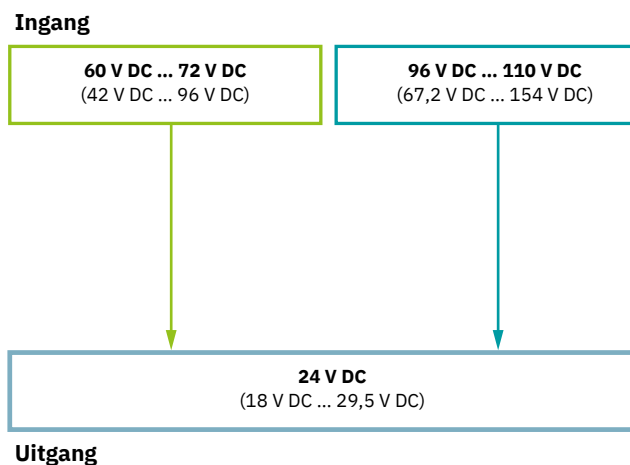 Ingang
60 V DC ... 72 V DC
(42 V DC ... 96 V DC)
96 V DC ... 110 V DC
(67,2 V DC ... 154 V DC)
24 V DC
(18 V DC ... 29,5 V DC)
Uitgang